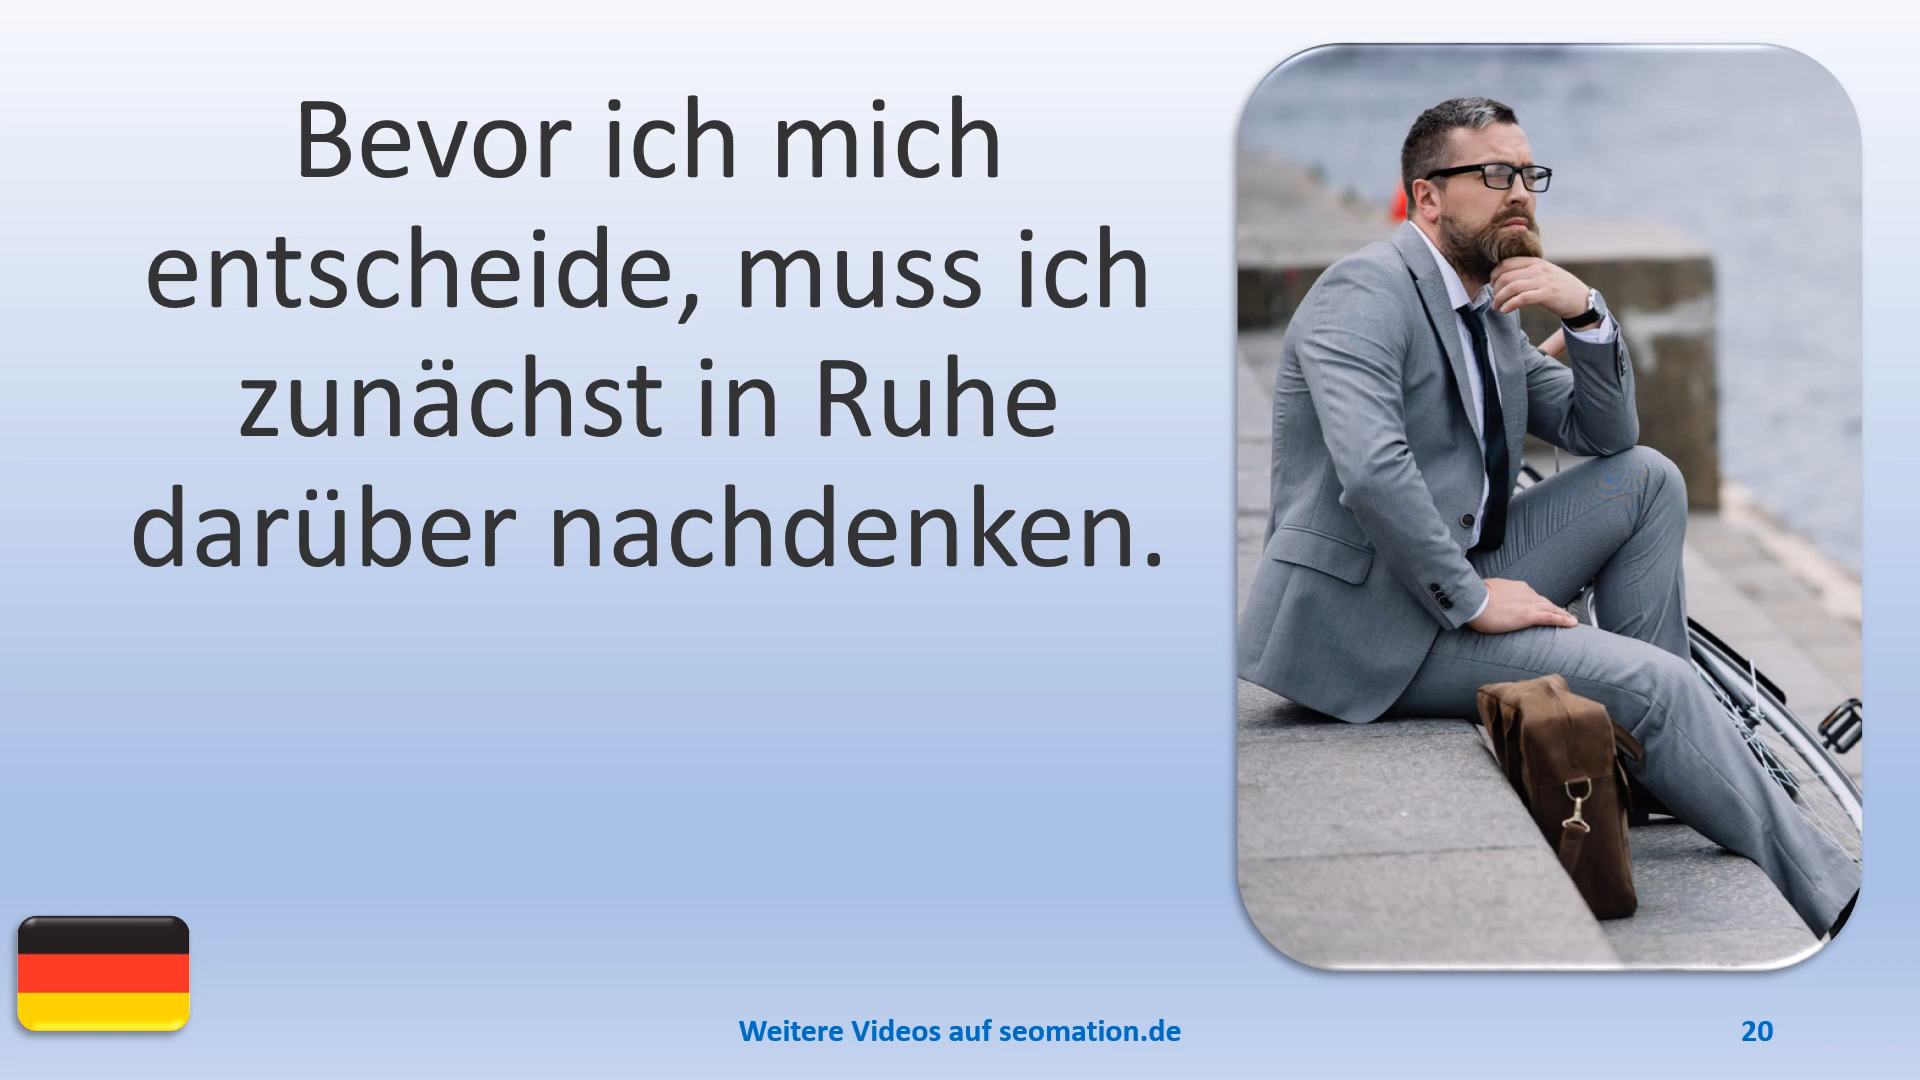 Bevor ich mich
entscheide, muss ich
zunächst in Ruhe
darüber nachdenken.
Weitere Videos auf seomation.de
20